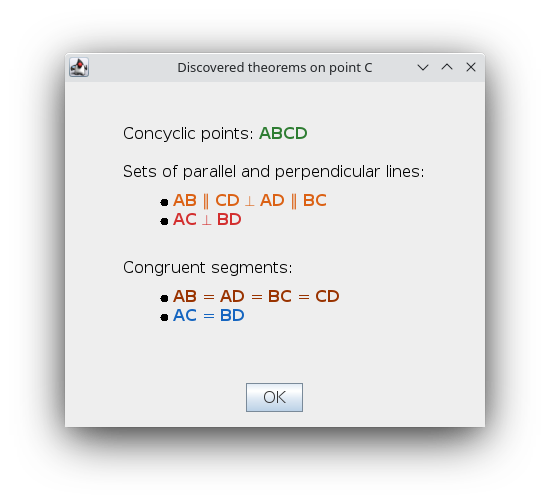 Discovered theorems on point C
Concyclic points: ABCD
Sets of parallel and perpendicular lines:
• AB ∥ CD ⊥ AD ∥ BC
• AC ⊥ BD
Congruent segments:
• AB = AD = BC = CD
• AC = BD
OK